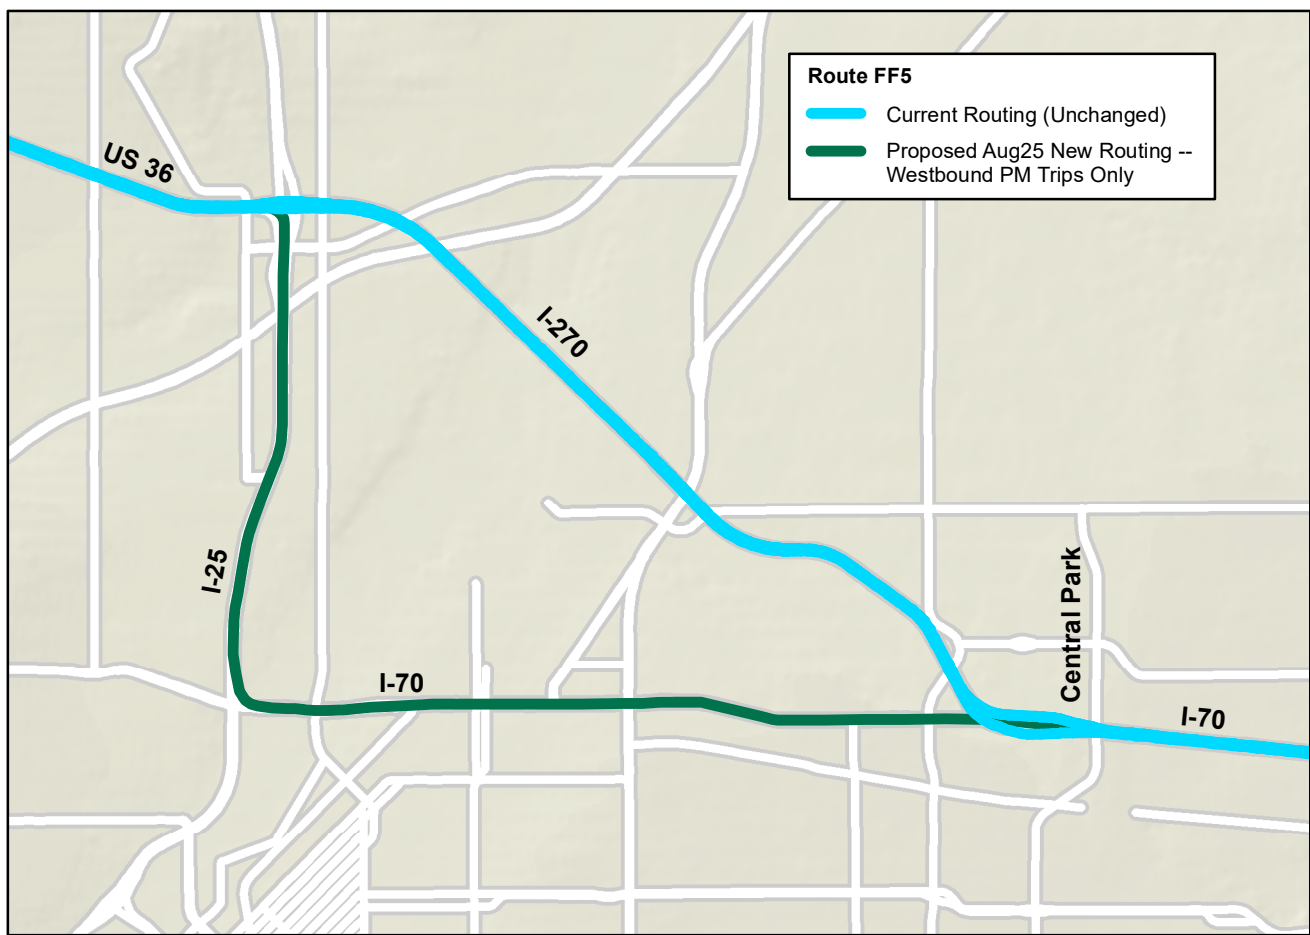 Route FF5
Current Routing (Unchanged)
Proposed Aug25 New Routing --
Westbound PM Trips Only
US 36
I-270
I-25
Central Park
I-70
I-70